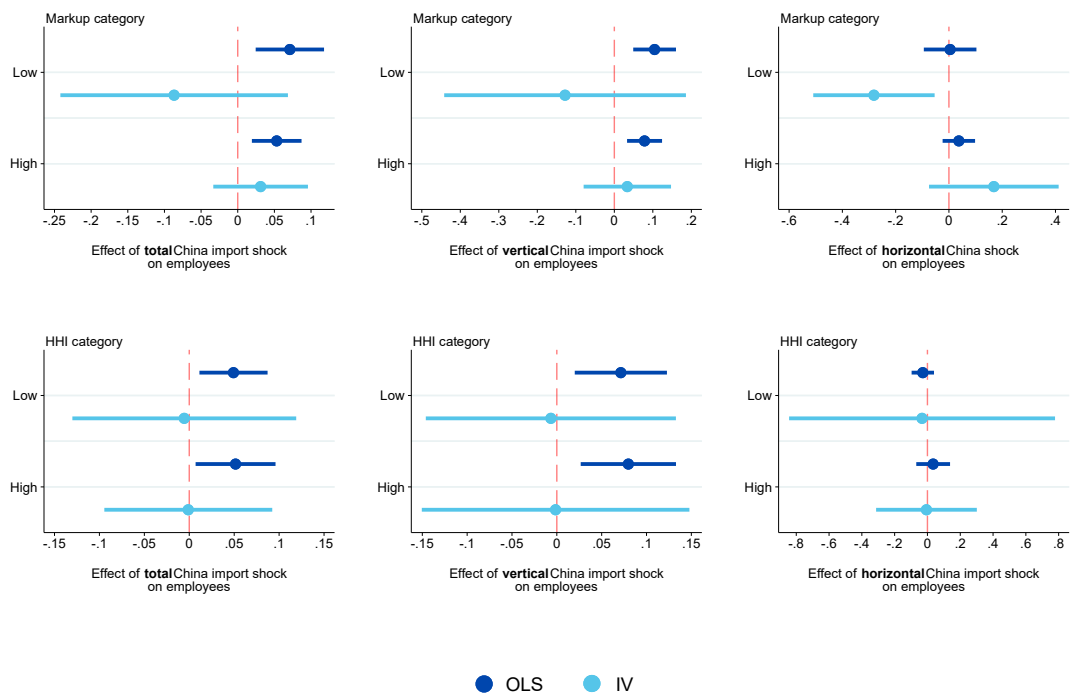 Markup category
Low
High
-.25 -.2 -.15 -.1 -.05 0 .05 .1
Effect of total China import shock
on employees
Markup category
-.5 -.4 -.3 -.2 -.1 0 .1 .2
Effect of vertical China import shock
on employees
Markup category
Low
High
-.6 -.4 -.2 0 .2 .4
Effect of horizontal China shock
on employees
HHI category
Low
High
-.15 -.1 -.05 0 .05 .1 .15
Effect of total China import shock
on employees
HHI category
Low
High
-.15 -.1 -.05 0 .05 .1 .15
Effect of vertical China import shock
on employees
HHI category
Low
High
-.8 -.6 -.4 -.2 0 .2 .4 .6 .8
Effect of horizontal China import shock
on employees
OLS IV